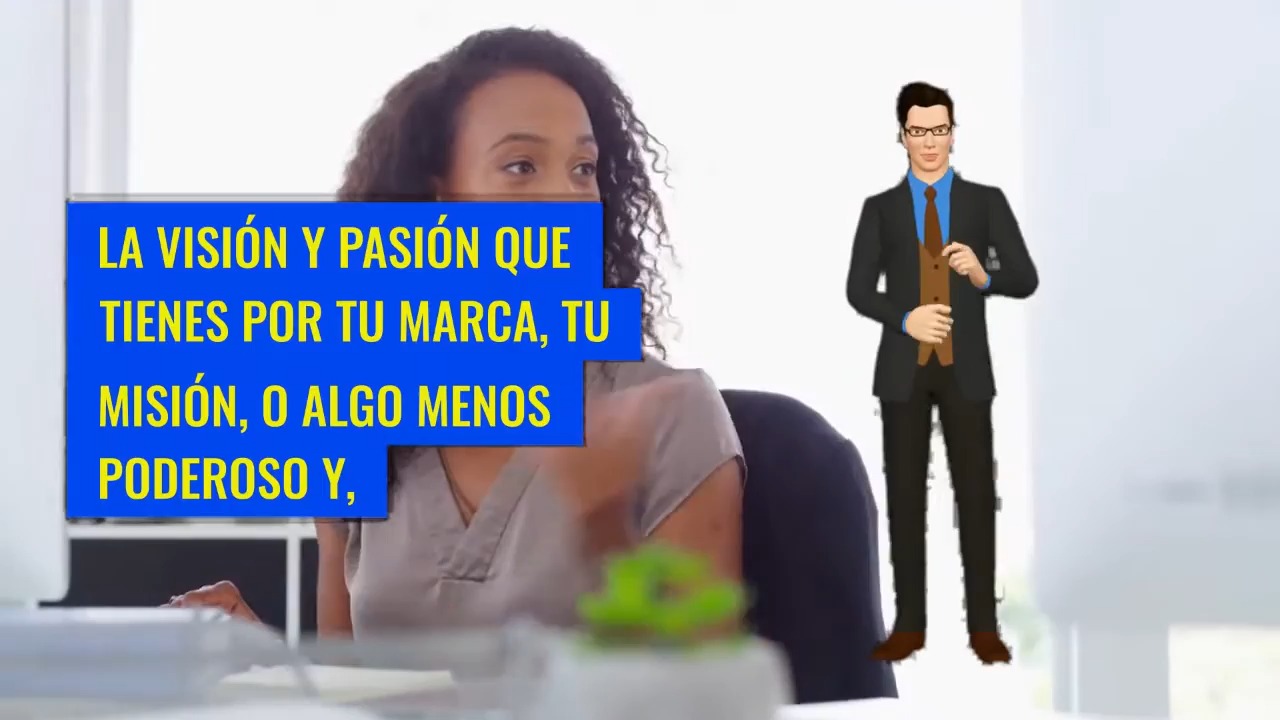 LA VISIÓN Y PASIÓN QUE
TIENES POR TU MARCA, TU
MISIÓN, O ALGO MENOS
PODEROSO Y,